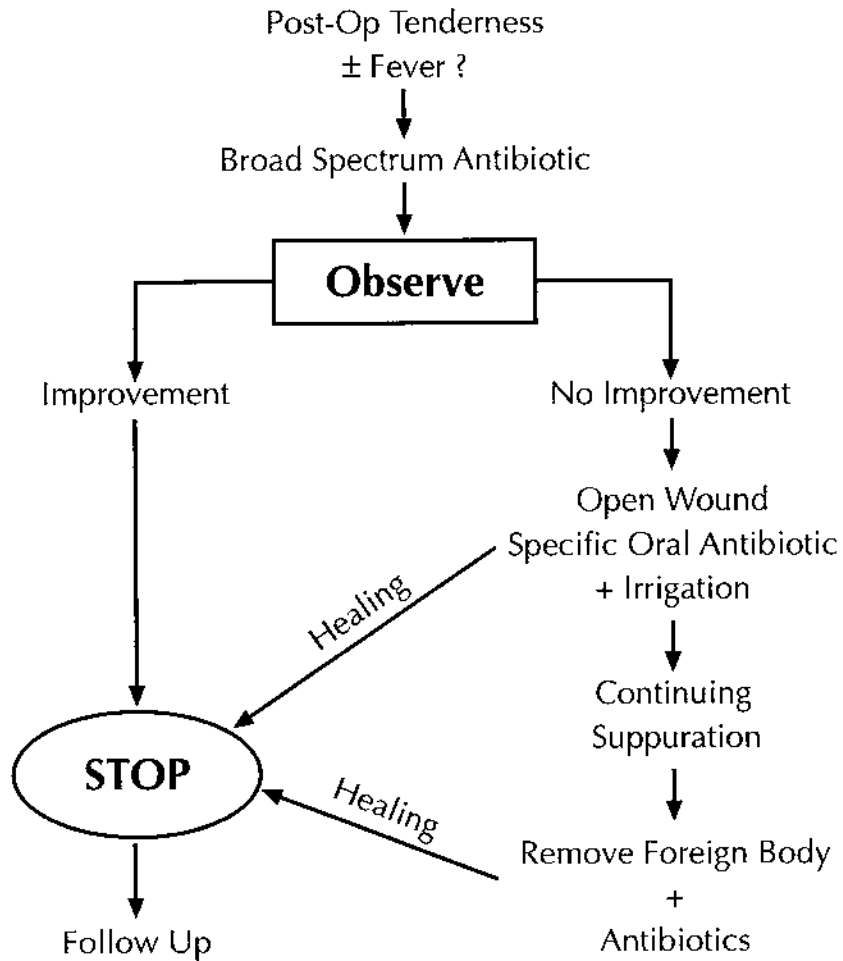 Post-Op Tenderness
± Fever ?
Broad Spectrum Antibiotic
Observe
Improvement
No Improvement
Open Wound
Specific Oral Antibiotic
+ Irrigation
Healing
Continuing
Suppuration
STOP
Healing
Remove Foreign Body
+
Antibiotics
Follow Up